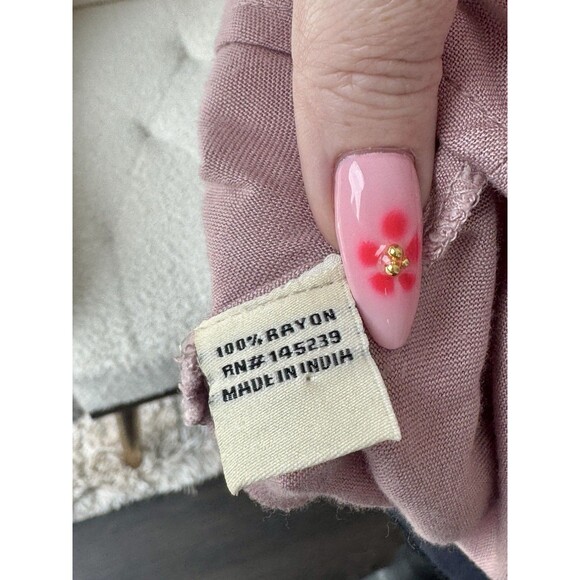 100% RAYON
RN# 145239
MADE IN INDIA